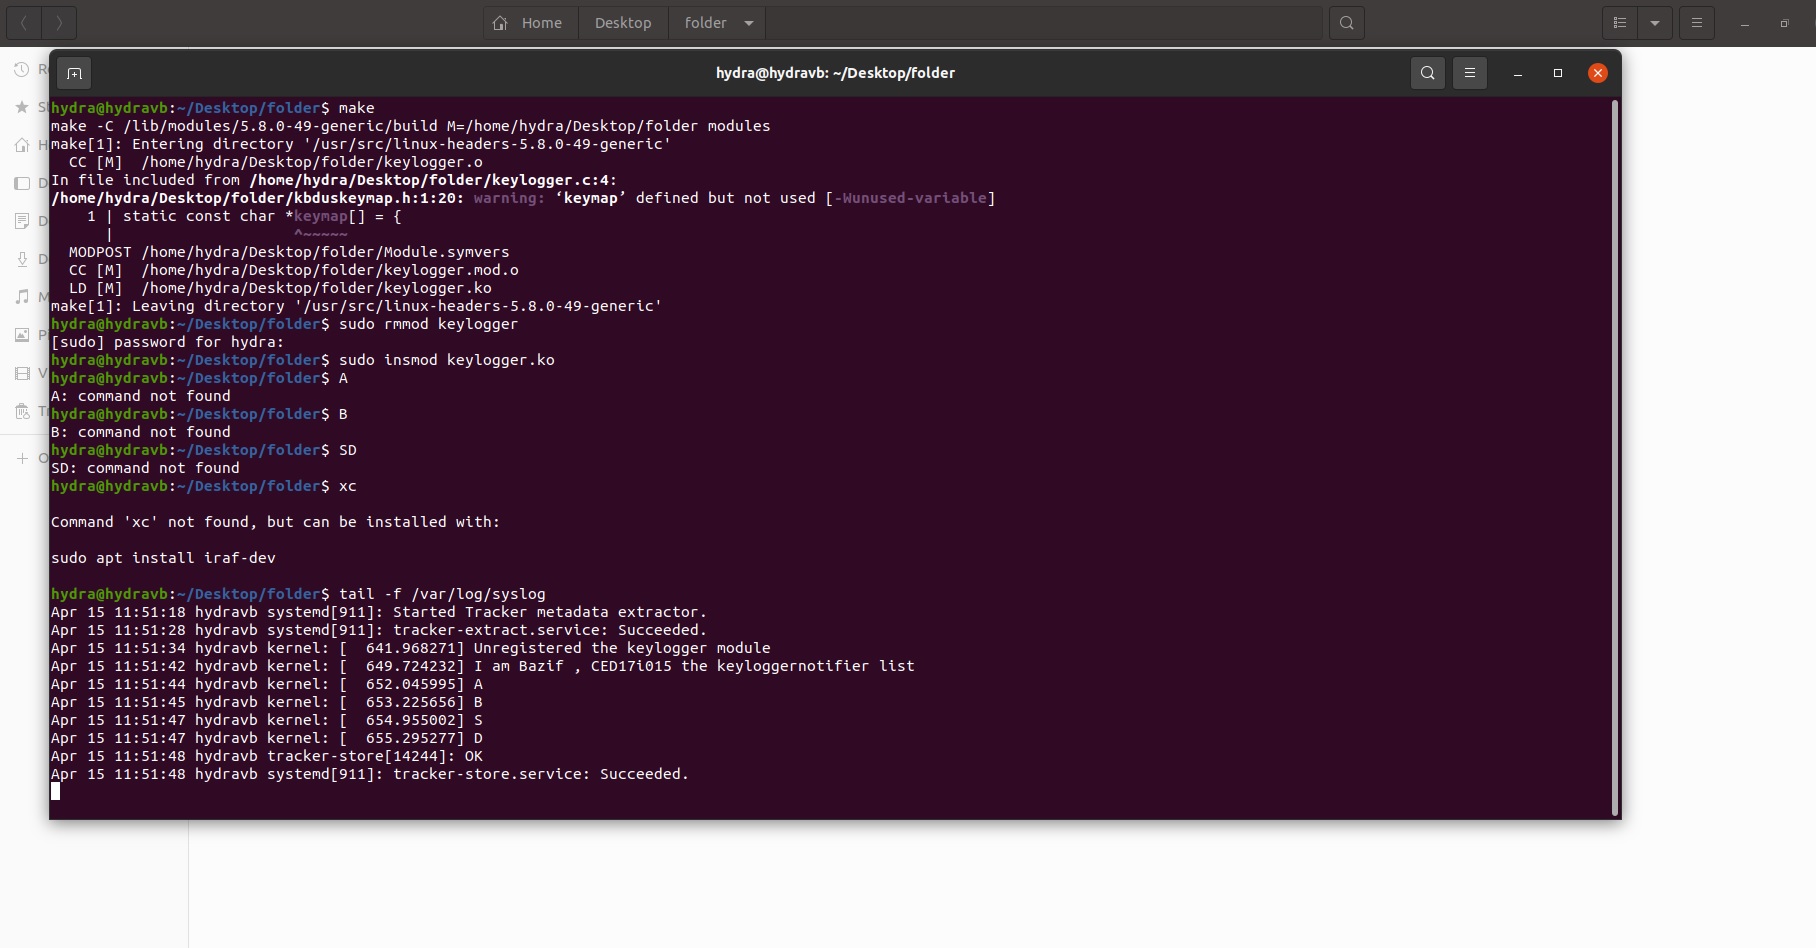 Home
Desktop
folder
hydra@hydravb: ~/Desktop/folder
hydra@hydravb:~/Desktop/folder$ make
make -C /lib/modules/5.8.0-49-generic/build M=/home/hydra/Desktop/folder modules
make[1]: Entering directory '/usr/src/linux-headers-5.8.0-49-generic'
  CC [M]  /home/hydra/Desktop/folder/keylogger.o
In file included from /home/hydra/Desktop/folder/keylogger.c:4:
/home/hydra/Desktop/folder/kbduskeymap.h:1:20: warning: ‘keymap’ defined but not used [-Wunused-variable]
    1 | static const char *keymap[] = {
      |                    ^~~~~~
  MODPOST /home/hydra/Desktop/folder/Module.symvers
  CC [M]  /home/hydra/Desktop/folder/keylogger.mod.o
  LD [M]  /home/hydra/Desktop/folder/keylogger.ko
make[1]: Leaving directory '/usr/src/linux-headers-5.8.0-49-generic'
hydra@hydravb:~/Desktop/folder$ sudo rmmod keylogger
[sudo] password for hydra:
hydra@hydravb:~/Desktop/folder$ sudo insmod keylogger.ko
hydra@hydravb:~/Desktop/folder$ A
A: command not found
hydra@hydravb:~/Desktop/folder$ B
B: command not found
hydra@hydravb:~/Desktop/folder$ SD
SD: command not found
hydra@hydravb:~/Desktop/folder$ xc
Command 'xc' not found, but can be installed with:
sudo apt install iraf-dev
hydra@hydravb:~/Desktop/folder$ tail -f /var/log/syslog
Apr 15 11:51:18 hydravb systemd[911]: Started Tracker metadata extractor.
Apr 15 11:51:28 hydravb systemd[911]: tracker-extract.service: Succeeded.
Apr 15 11:51:34 hydravb kernel: [  641.968271] Unregistered the keylogger module
Apr 15 11:51:42 hydravb kernel: [  649.724232] I am Bazif , CED17i015 the keyloggernotifier list
Apr 15 11:51:44 hydravb kernel: [  652.045995] A
Apr 15 11:51:45 hydravb kernel: [  653.225656] B
Apr 15 11:51:47 hydravb kernel: [  654.955002] S
Apr 15 11:51:47 hydravb kernel: [  655.295277] D
Apr 15 11:51:48 hydravb tracker-store[14244]: OK
Apr 15 11:51:48 hydravb systemd[911]: tracker-store.service: Succeeded.